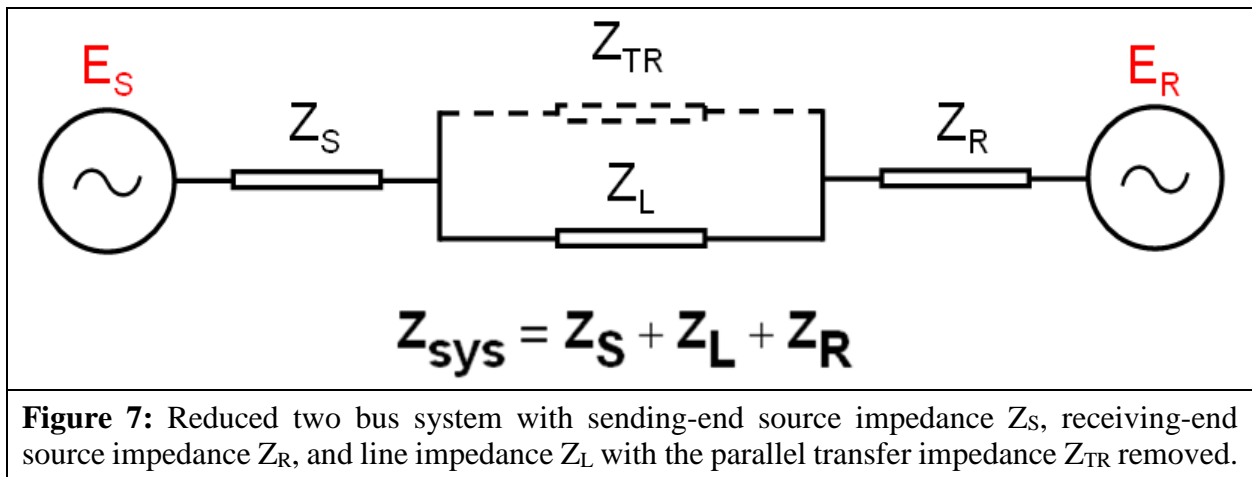 E_S
Z_TR
E_R
Z_S
Z_R
Z_L
Z_sys = Z_S + Z_L + Z_R
Figure 7: Reduced two bus system with sending-end source impedance Z_S, receiving-end
source impedance Z_R, and line impedance Z_L with the parallel transfer impedance Z_TR removed.